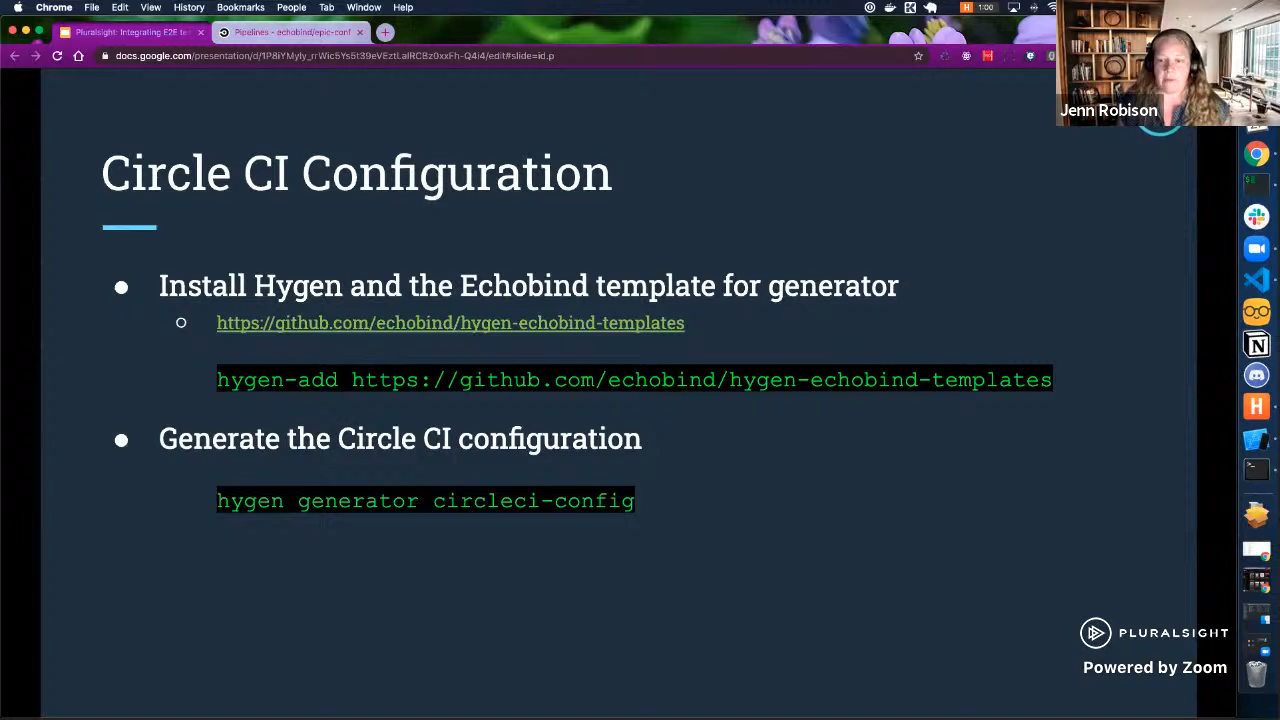 Chrome File Edit View History Bookmarks People Tab Window Help
1:00
Pluralsight: Integrating E2E te
Pipelines - echobind/epic-conf
Jenn Robison
Circle CI Configuration
Install Hygen and the Echobind template for generator
https://github.com/echobind/hygen-echobind-templates
hygen-add https://github.com/echobind/hygen-echobind-templates
Generate the Circle CI configuration
hygen generator circleci-config
PLURALSIGHT
Powered by Zoom